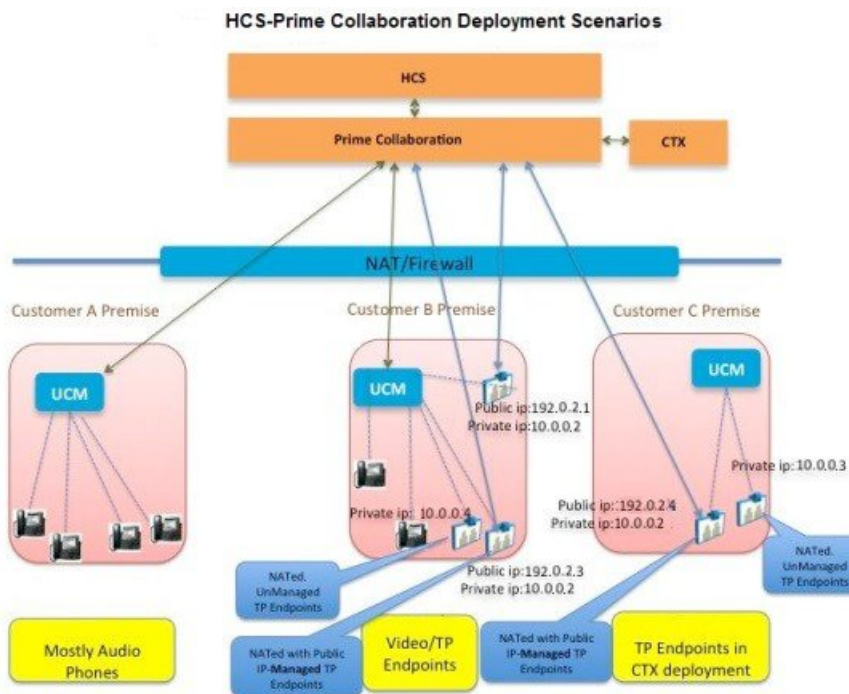 HCS-Prime Collaboration Deployment Scenarios
HCS
Prime Collaboration
CTX
NAT/Firewall
Customer A Premise
Customer B Premise
Customer C Premise
UCM
UCM
UCM
Public ip:192.0.2.1
Private ip:10.0.0.2
Private ip: 10.0.0.3
Private ip: 10.0.0.4
Public ip:192.0.2.4
Private ip:10.0.0.2
Public ip:192.0.2.3
Private ip:10.0.0.2
NATed.
UnManaged
TP Endpoints
NATed.
UnManaged
TP Endpoints
Mostly Audio
Phones
NATed with Public
IP-Managed TP
Endpoints
Video/TP
Endpoints
NATed with Public
IP-Managed TP
Endpoints
TP Endpoints in
CTX deployment